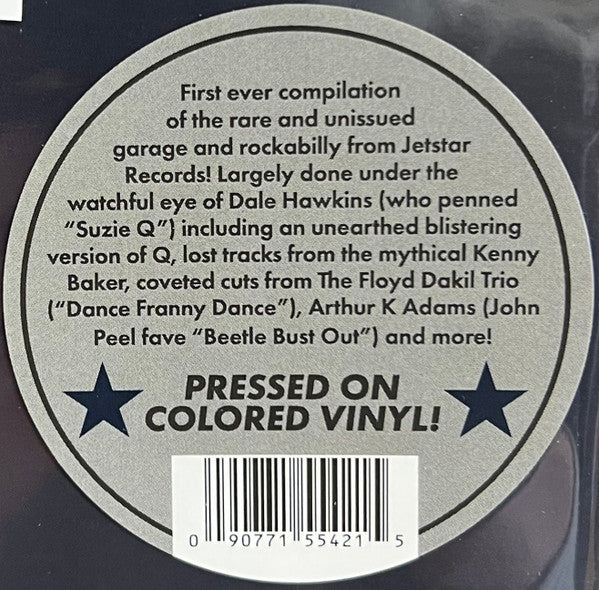 First ever compilation
of the rare and unissued
garage and rockabilly from Jetstar
Records! Largely done under the
watchful eye of Dale Hawkins (who penned
"Suzie Q") including an unearthed blistering
version of Q, lost tracks from the mythical Kenny
Baker, coveted cuts from The Floyd Dakil Trio
("Dance Franny Dance"), Arthur K Adams (John
Peel fave "Beetle Bust Out") and more!
PRESSED ON
COLORED VINYL!
0 90771 55421 5